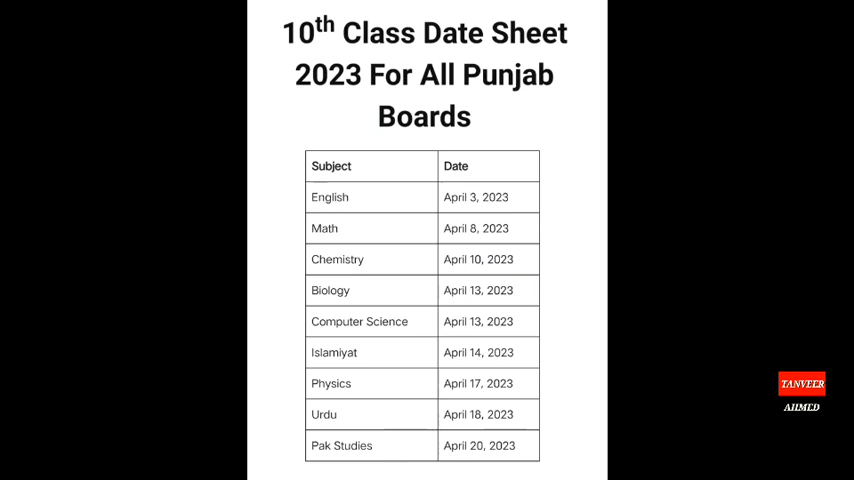 10th Class Date Sheet
2023 For All Punjab
Boards
Subject Date
English April 3, 2023
Math April 8, 2023
Chemistry April 10, 2023
Biology April 13, 2023
Computer Science April 13, 2023
Islamiyat April 14, 2023
Physics April 17, 2023
Urdu April 18, 2023
Pak Studies April 20, 2023
TANVEER
AHMED